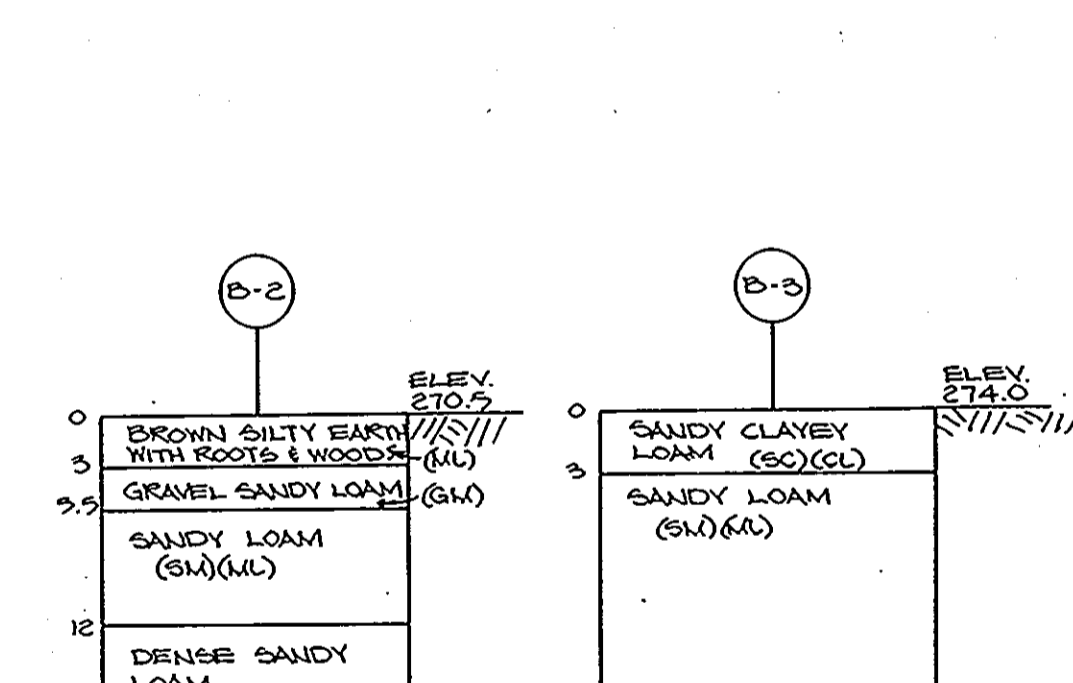 B-2
ELEV.
270.5
0
BROWN SILTY EARTH
WITH ROOTS & WOODS (ML)
3
GRAVEL SANDY LOAM (GM)
3.5
SANDY LOAM
(SM)(ML)
12
DENSE SANDY
LOAM
B-3
ELEV.
274.0
0
SANDY CLAYEY
LOAM (SC)(CL)
3
SANDY LOAM
(SM)(ML)